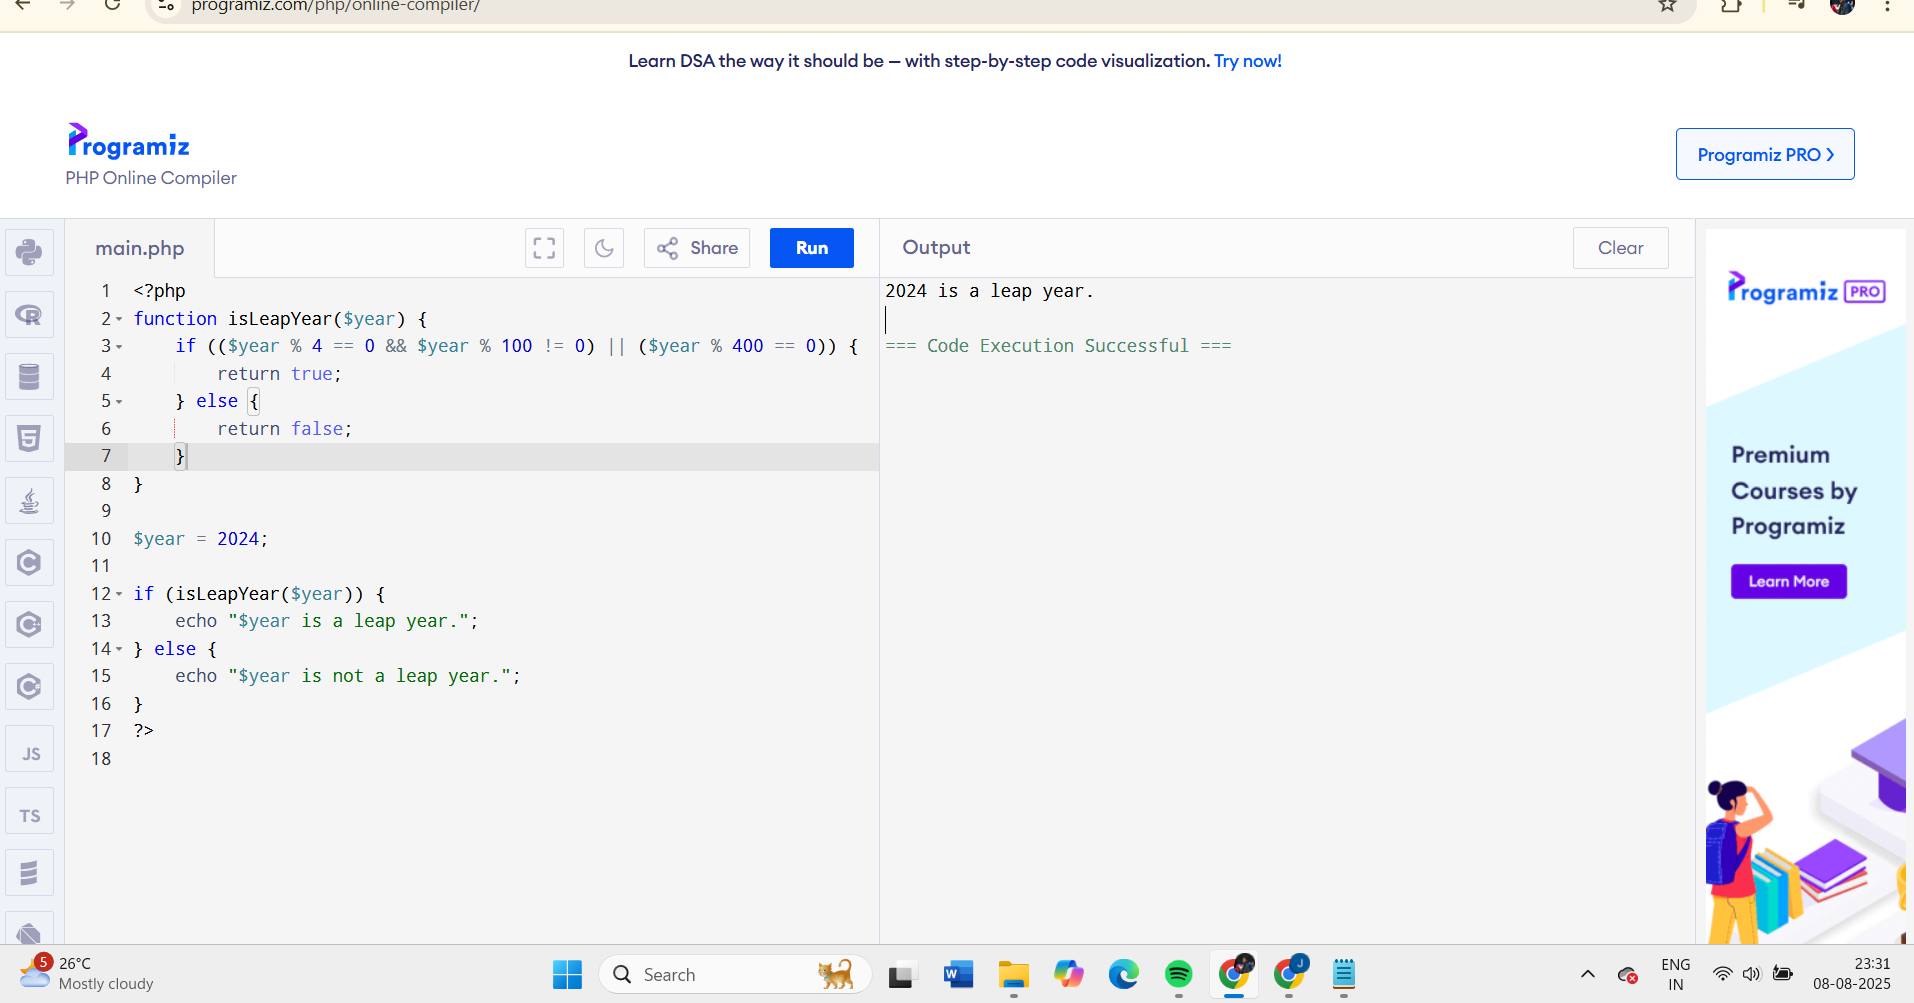 programiz.com/php/online-compiler/
Learn DSA the way it should be — with step-by-step code visualization. Try now!
Programiz
PHP Online Compiler
Programiz PRO ❯
main.php
Share
Run
Output
Clear
1 <?php
2 function isLeapYear($year) {
3     if (($year % 4 == 0 && $year % 100 != 0) || ($year % 400 == 0)) {
4         return true;
5     } else {
6         return false;
7     }
8 }
9
10 $year = 2024;
11
12 if (isLeapYear($year)) {
13     echo "$year is a leap year.";
14 } else {
15     echo "$year is not a leap year.";
16 }
17 ?>
18
2024 is a leap year.
=== Code Execution Successful ===
Programiz PRO
Premium
Courses by
Programiz
Learn More
R
5
C
C
C
JS
TS
5
26°C
Mostly cloudy
Search
W
J
ENG
IN
23:31
08-08-2025